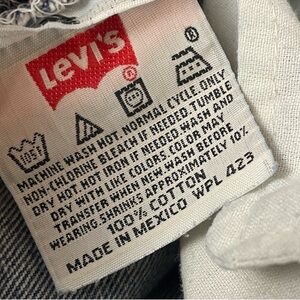 Levi's
®
®
105F
MACHINE WASH HOT. NORMAL CYCLE. ONLY
NON-CHLORINE BLEACH IF NEEDED. TUMBLE
DRY HOT. HOT IRON IF NEEDED. WASH AND
DRY WITH LIKE COLORS. COLOR MAY
TRANSFER WHEN NEW. WASH BEFORE
WEARING. SHRINKS APPROXIMATELY 10%.
100% COTTON
MADE IN MEXICO WPL 423